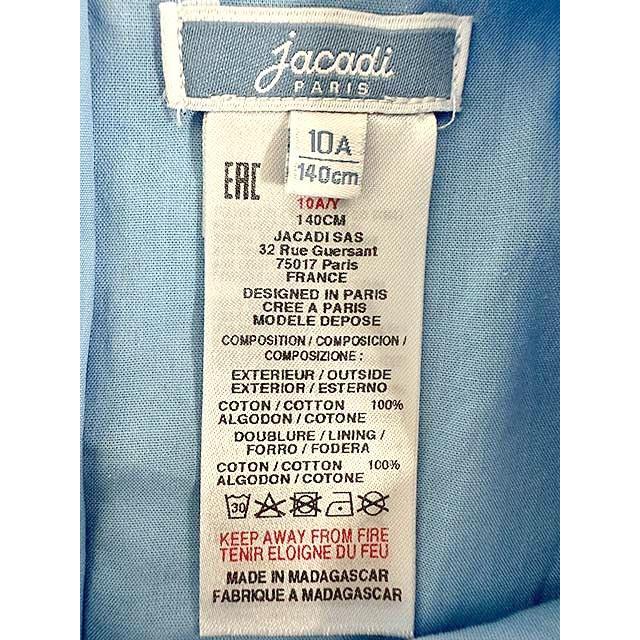 jacadi
PARIS
10A
140cm
EAC
10A/Y
140CM
JACADI SAS
32 Rue Guersant
75017 Paris
FRANCE
DESIGNED IN PARIS
CREE A PARIS
MODELE DEPOSE
COMPOSITION / COMPOSICION /
COMPOSIZIONE :
EXTERIEUR / OUTSIDE
EXTERIOR / ESTERNO
COTON / COTTON 100%
ALGODON / COTONE
DOUBLURE / LINING /
FORRO / FODERA
COTON / COTTON 100%
ALGODON / COTONE
30
KEEP AWAY FROM FIRE
TENIR ELOIGNE DU FEU
MADE IN MADAGASCAR
FABRIQUE A MADAGASCAR